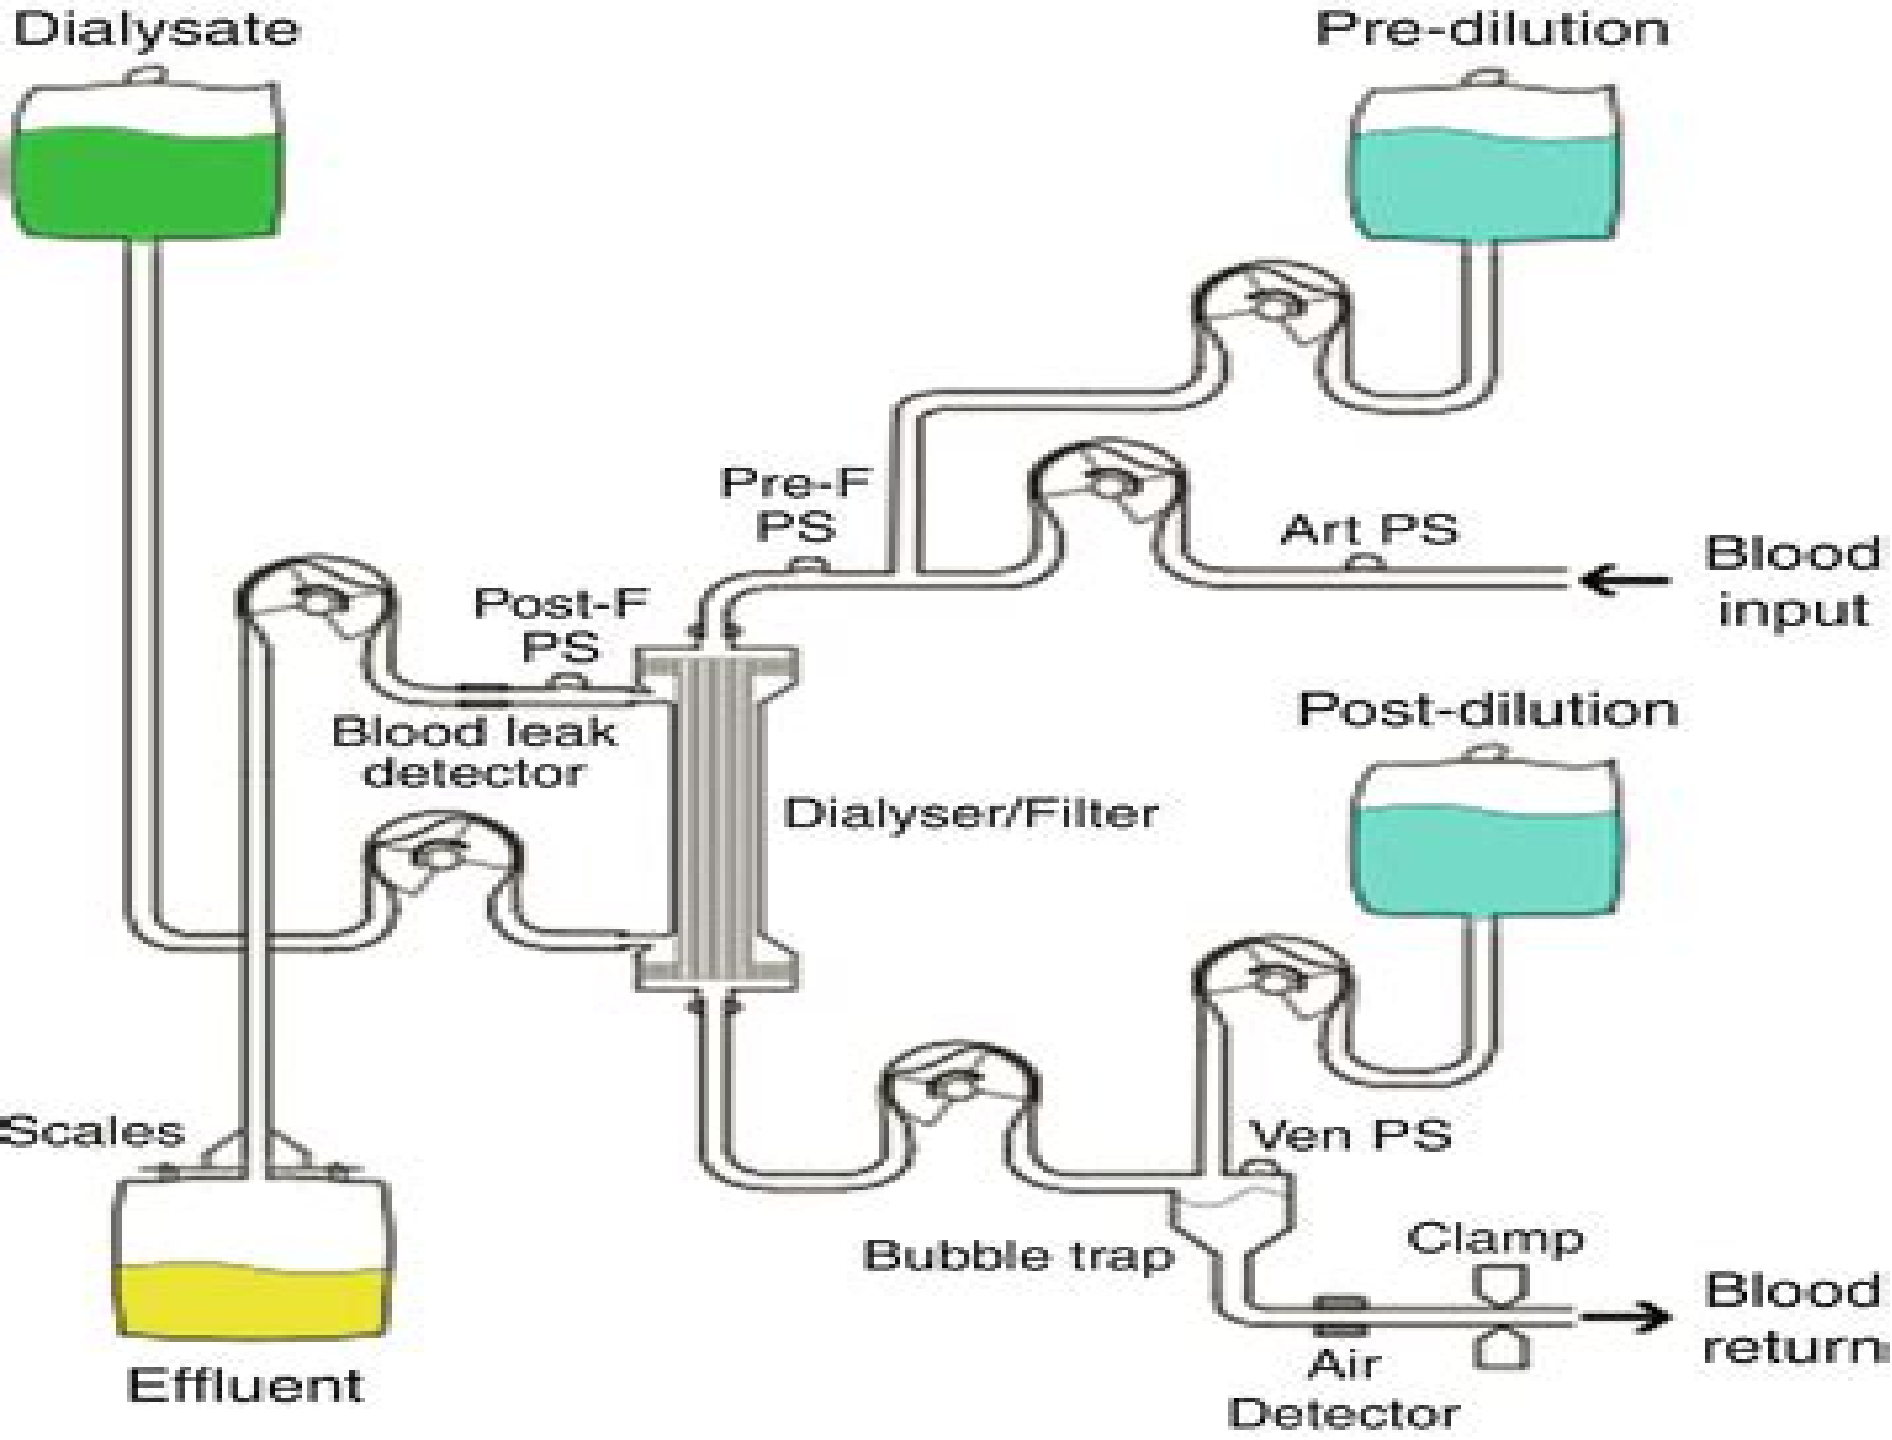 Dialysate
Pre-dilution
Pre-F
PS
Art PS
Blood
input
Post-F
PS
Blood leak
detector
Post-dilution
Dialyser/Filter
Scales
Ven PS
Bubble trap
Clamp
Blood
return
Air
Detector
Effluent